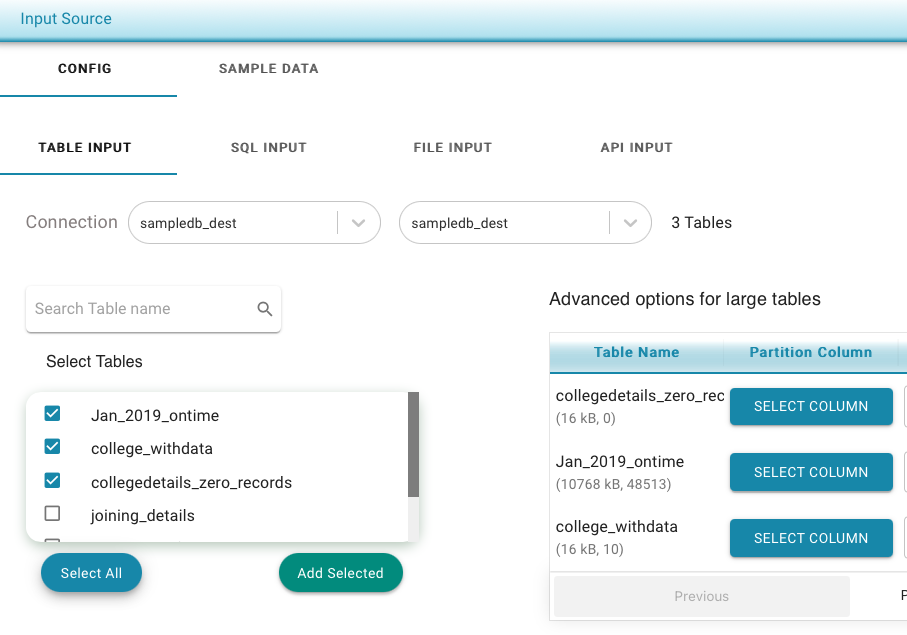 Input Source
CONFIG SAMPLE DATA
TABLE INPUT SQL INPUT FILE INPUT API INPUT
Connection sampledb_dest sampledb_dest 3 Tables
Search Table name
Select Tables
Jan_2019_ontime
college_withdata
collegedetails_zero_records
joining_details
Select All Add Selected
Advanced options for large tables
Table Name Partition Column
collegedetails_zero_rec SELECT COLUMN
(16 kB, 0)
Jan_2019_ontime SELECT COLUMN
(10768 kB, 48513)
college_withdata SELECT COLUMN
(16 kB, 10)
Previous